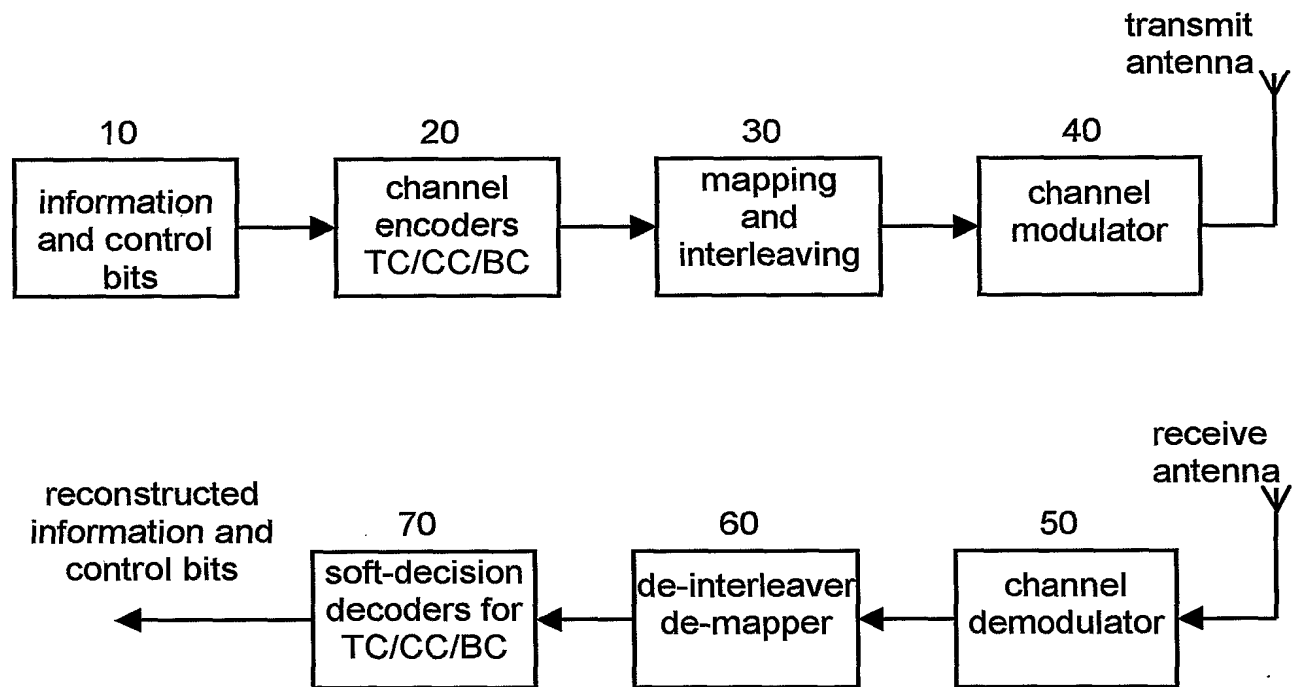 transmit
antenna
10
20
30
40
information
and control
bits
channel
encoders
TC/CC/BC
mapping
and
interleaving
channel
modulator
receive
antenna
reconstructed
information and
control bits
70
60
50
soft-decision
decoders for
TC/CC/BC
de-interleaver
de-mapper
channel
demodulator